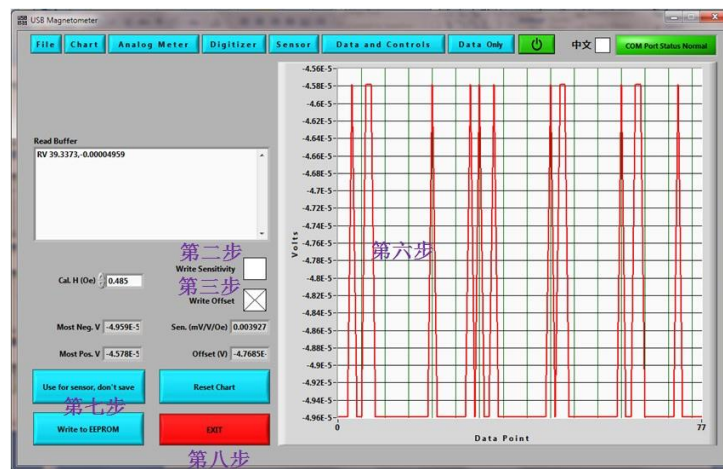 USB Magnetometer
File Chart Analog Meter Digitizer Sensor Data and Controls Data Only 中文 COM Port Status Normal
Read Buffer
RV 39.3373,-0.00004959
第二步
Write Sensitivity
第三步
Write Offset
Cal. H (Oe) 0.485
Most Neg. V -4.959E-5
Sen. (mV/V/Oe) 0.003927
Most Pos. V -4.578E-5
Offset (V) -4.7685E-
Use for sensor, don't save
Reset Chart
第七步
Write to EEPROM
EXIT
第八步
-4.56E-5
-4.58E-5
-4.6E-5
-4.62E-5
-4.64E-5
-4.66E-5
-4.68E-5
-4.7E-5
-4.72E-5
-4.74E-5
-4.76E-5
-4.78E-5
-4.8E-5
-4.82E-5
-4.84E-5
-4.86E-5
-4.88E-5
-4.9E-5
-4.92E-5
-4.94E-5
-4.96E-5
Volts
第六步
0 77
Data Point